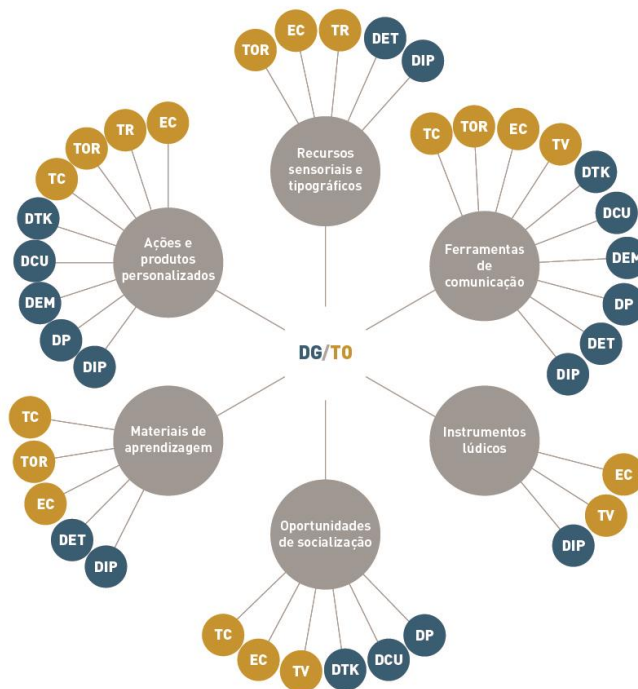 TOR
EC
TR
DET
DIP
Recursos
sensoriais e
tipográficos
TC
TOR
EC
TV
DTK
DCU
DEM
DP
DET
DIP
Ferramentas
de
comunicação
EC
TR
TOR
TC
DTK
DCU
DEM
DP
DIP
Ações e
produtos
personalizados
DG/TO
TC
TOR
EC
DET
DIP
Materiais de
aprendizagem
Instrumentos
lúdicos
EC
TV
DIP
Oportunidades
de socialização
TC
EC
TV
DTK
DCU
DP